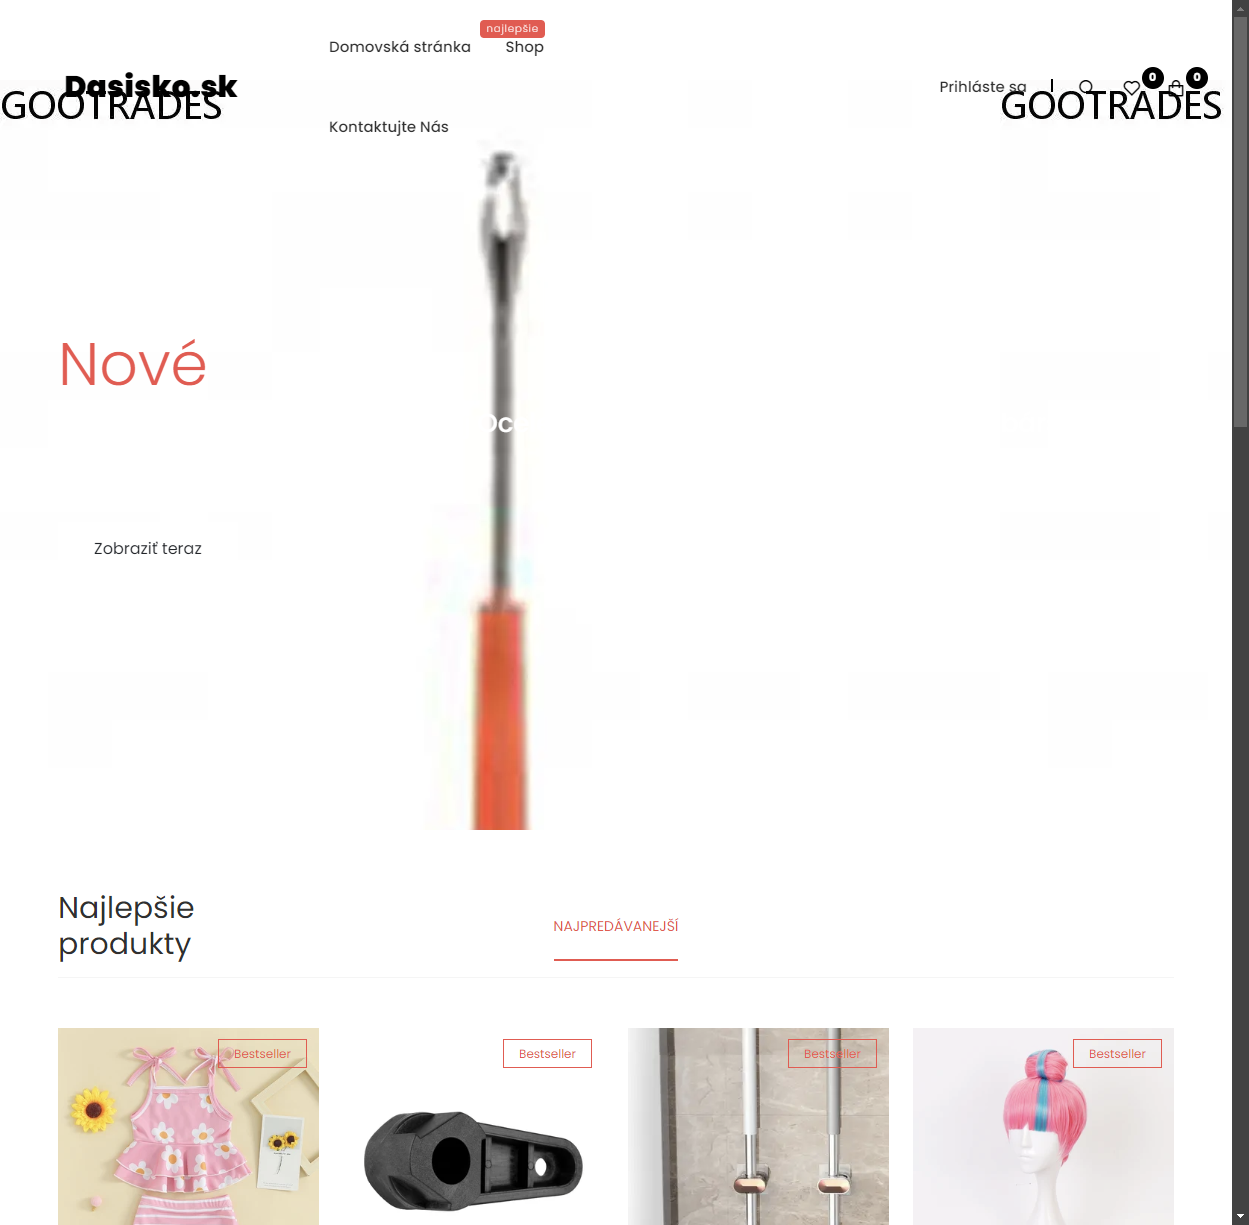 najlepšie
Domovská stránka
Shop
Dasisko.sk
Prihláste sa
0
0
GOOTRADES
GOOTRADES
Kontaktujte Nás
Nové
Zobraziť teraz
Najlepšie
produkty
NAJPREDÁVANEJŠÍ
Bestseller
Bestseller
Bestseller
Bestseller